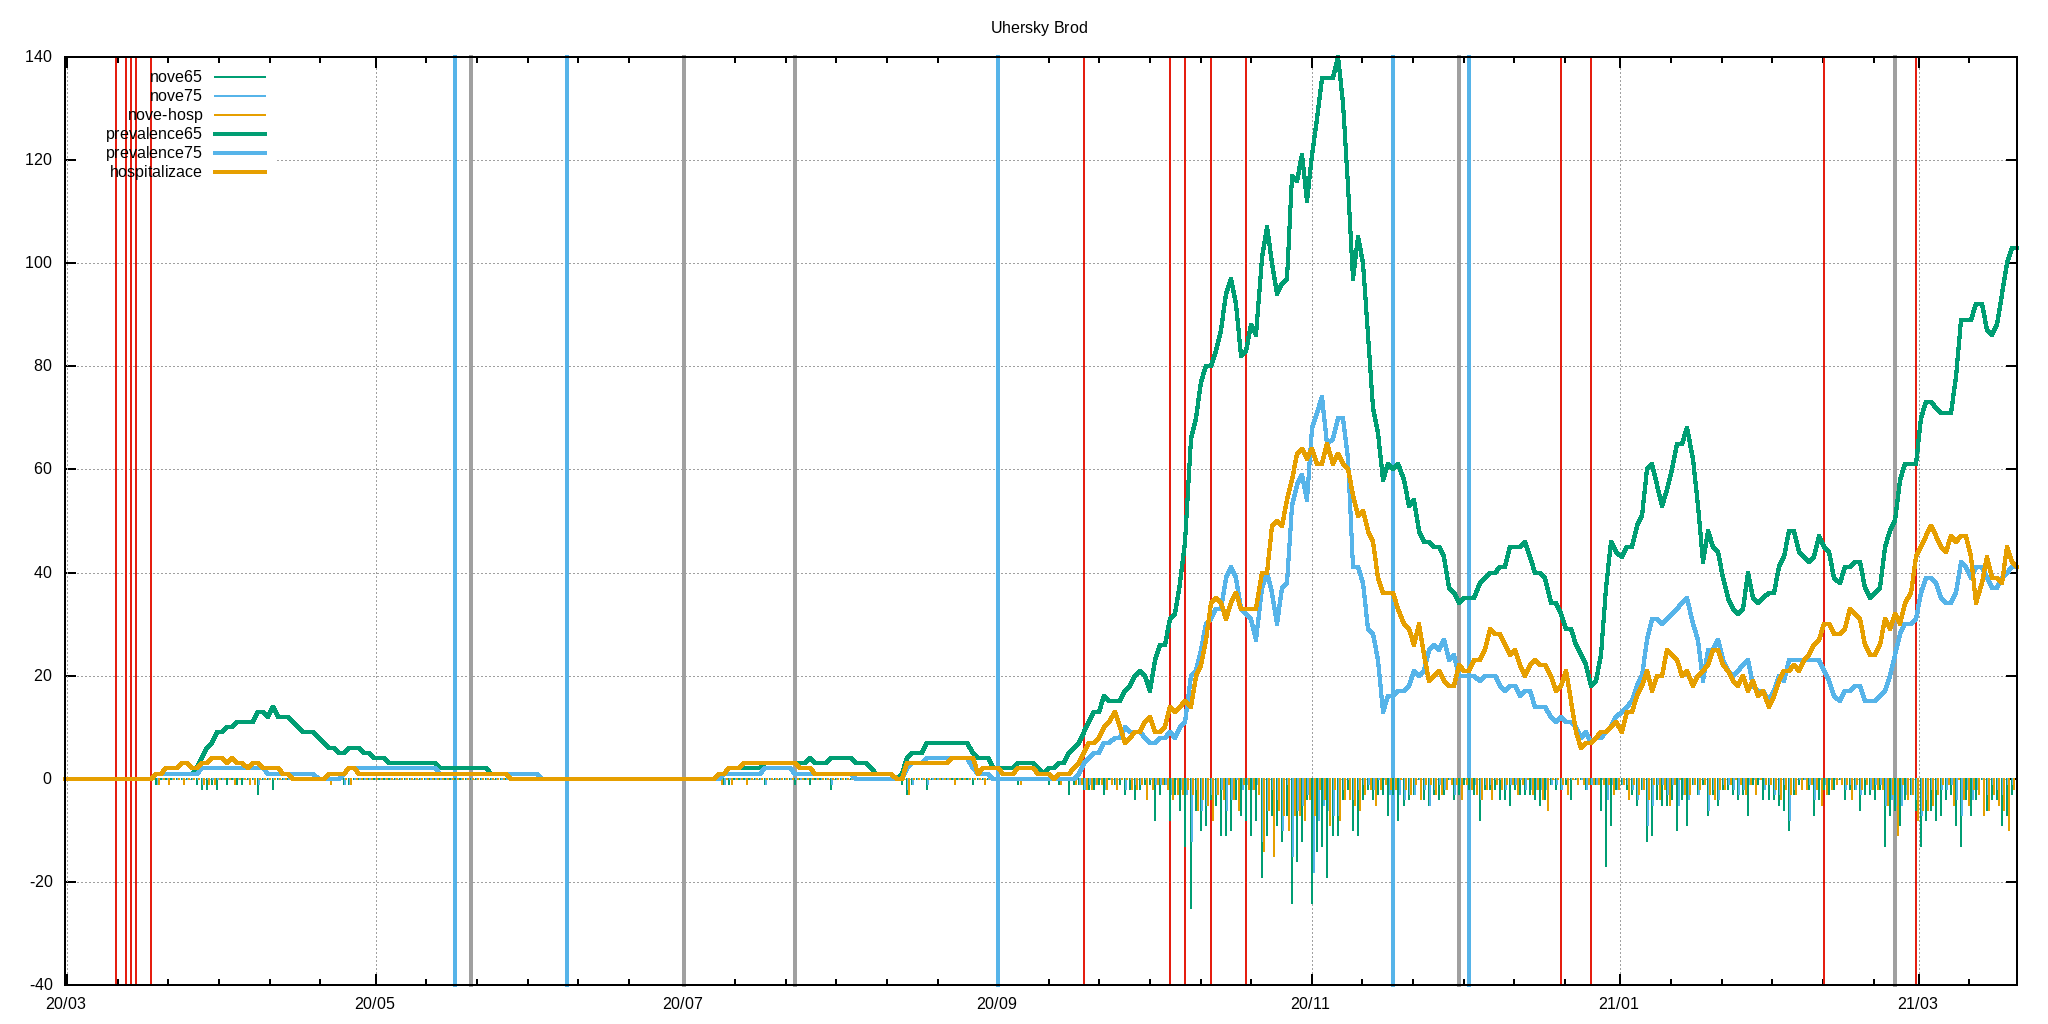 Uhersky Brod
140
120
100
80
60
40
20
0
-20
-40
nove65
nove75
nove-hosp
prevalence65
prevalence75
hospitalizace
20/03 20/05 20/07 20/09 20/11 21/01 21/03